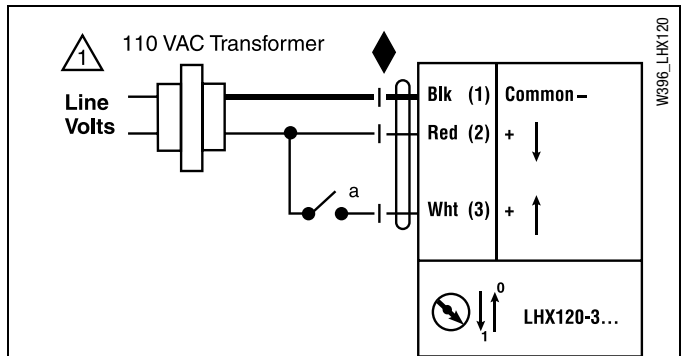 1
110 VAC Transformer
Line
Volts
a
Blk (1) Common –
Red (2) +
Wht (3) +
0
1
LHX120-3...
W396_LHX120